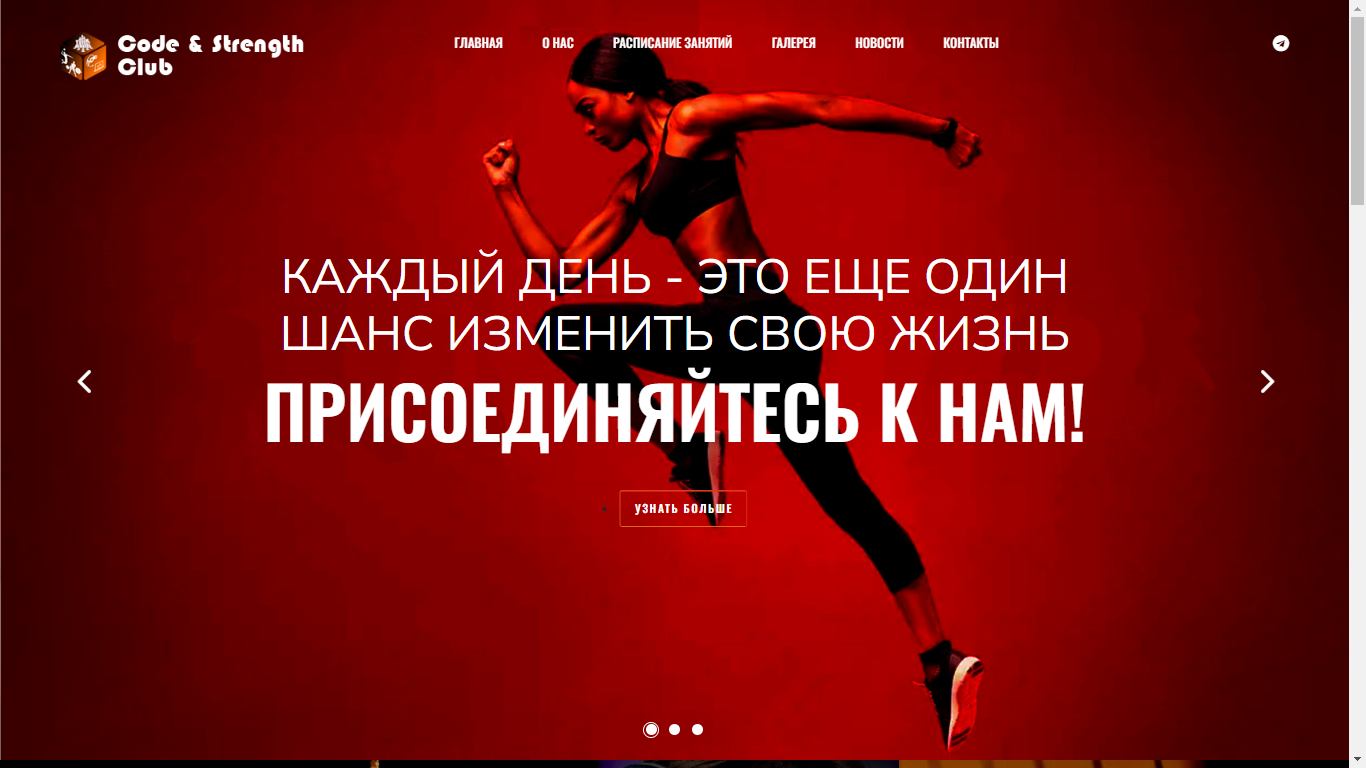 Code & Strength
Club
ГЛАВНАЯ
О НАС
РАСПИСАНИЕ ЗАНЯТИЙ
ГАЛЕРЕЯ
НОВОСТИ
КОНТАКТЫ
КАЖДЫЙ ДЕНЬ - ЭТО ЕЩЕ ОДИН
ШАНС ИЗМЕНИТЬ СВОЮ ЖИЗНЬ
ПРИСОЕДИНЯЙТЕСЬ К НАМ!
УЗНАТЬ БОЛЬШЕ